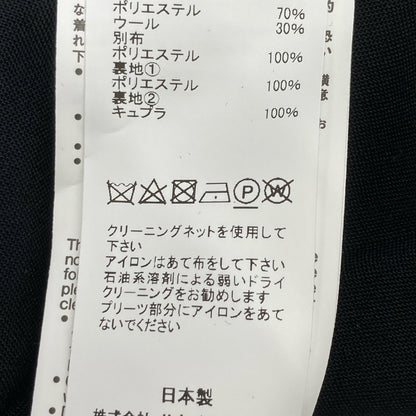 ポリエステル 70%
ウール 30%
別布
ポリエステル 100%
裏地①
ポリエステル 100%
裏地②
キュプラ 100%
P
W
クリーニングネットを使用して
下さい
アイロンはあて布をして下さい
石油系溶剤による弱いドライ
クリーニングをお勧めします
プリーツ部分にアイロンをあて
ないでください
日本製